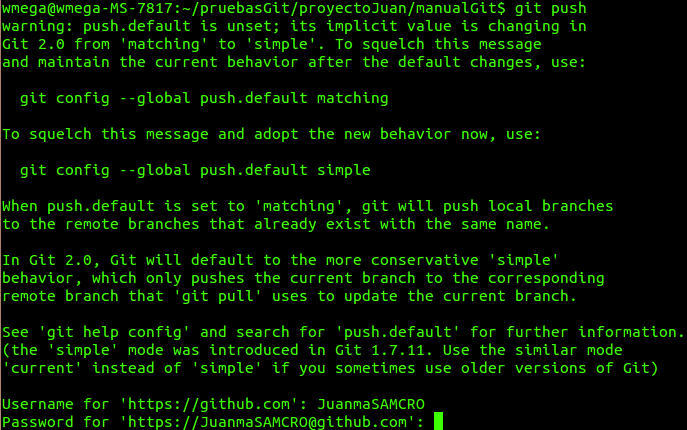 wmega@wmega-MS-7817:~/pruebasGit/proyectoJuan/manualGit$ git push
warning: push.default is unset; its implicit value is changing in
Git 2.0 from 'matching' to 'simple'. To squelch this message
and maintain the current behavior after the default changes, use:

  git config --global push.default matching

To squelch this message and adopt the new behavior now, use:

  git config --global push.default simple

When push.default is set to 'matching', git will push local branches
to the remote branches that already exist with the same name.

In Git 2.0, Git will default to the more conservative 'simple'
behavior, which only pushes the current branch to the corresponding
remote branch that 'git pull' uses to update the current branch.

See 'git help config' and search for 'push.default' for further information.
(the 'simple' mode was introduced in Git 1.7.11. Use the similar mode
'current' instead of 'simple' if you sometimes use older versions of Git)

Username for 'https://github.com': JuanmaSAMCRO
Password for 'https://JuanmaSAMCRO@github.com':